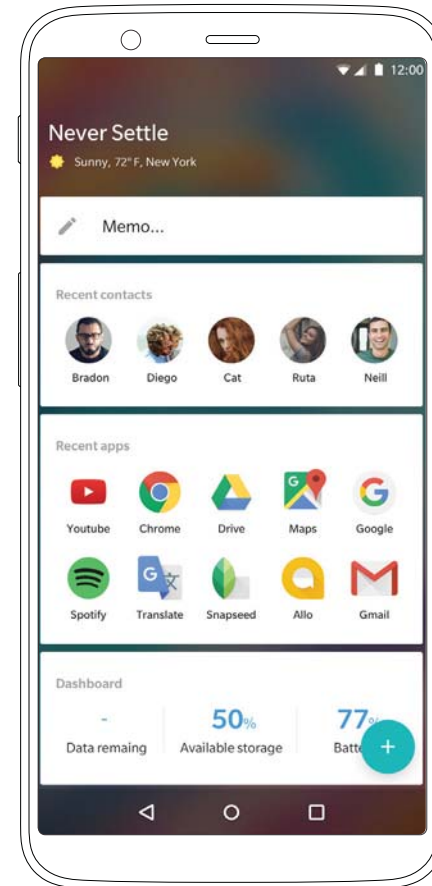 12:00
Never Settle
Sunny, 72° F, New York
Memo...
Recent contacts
Bradon Diego Cat Ruta Neill
Recent apps
Youtube Chrome Drive Maps Google
Spotify Translate Snapseed Allo Gmail
Dashboard
- 50% 77%
Data remaing Available storage Batte